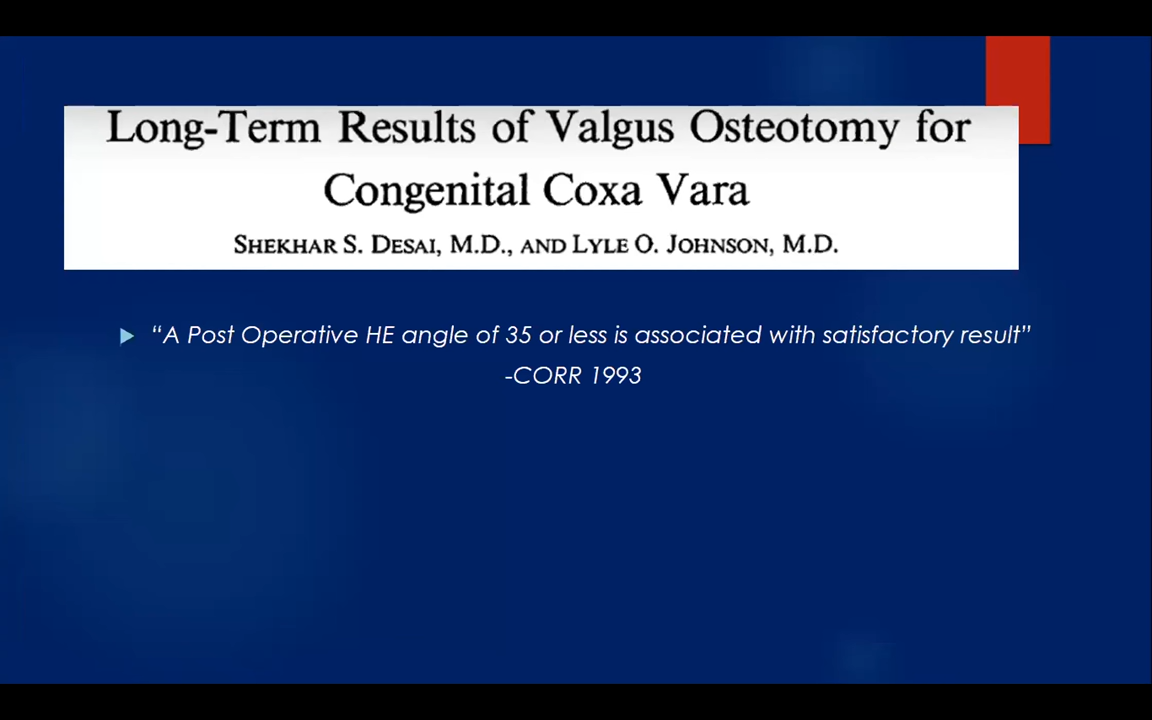 Long-Term Results of Valgus Osteotomy for
Congenital Coxa Vara
SHEKHAR S. DESAI, M.D., AND LYLE O. JOHNSON, M.D.
“A Post Operative HE angle of 35 or less is associated with satisfactory result”
-CORR 1993